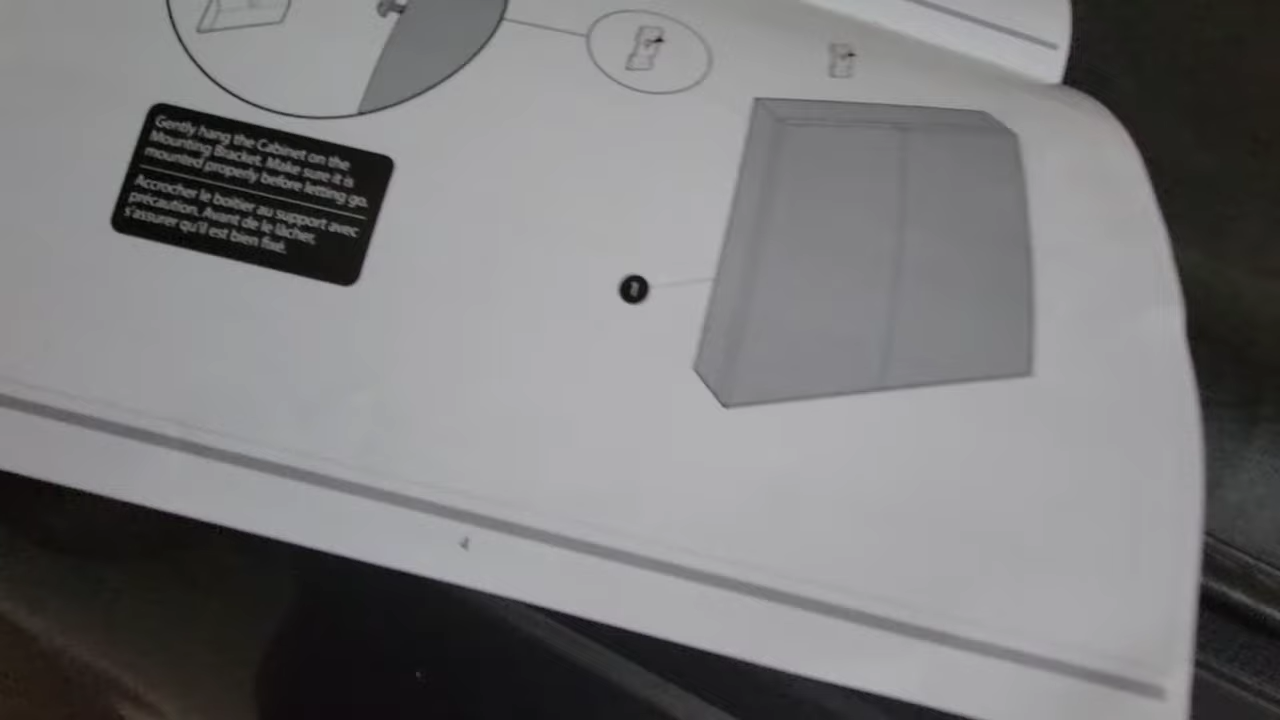 Gently hang the Cabinet on the
Mounting Bracket. Make sure it is
mounted properly before letting go.
Accrocher le boîtier au support avec
précaution. Avant de le lâcher,
s'assurer qu'il est bien fixé.
4